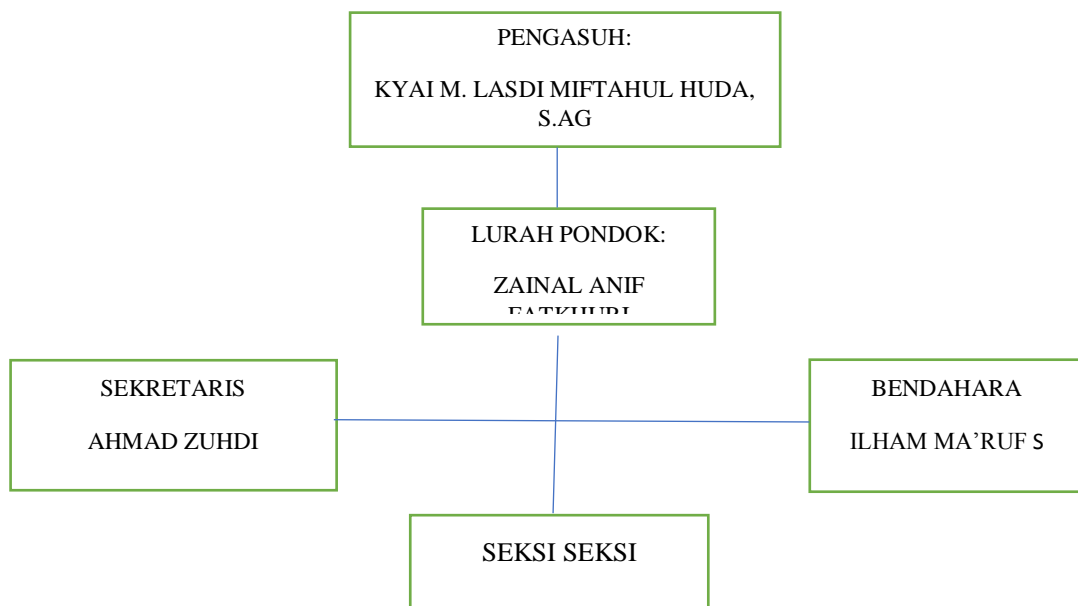 PENGASUH:
KYAI M. LASDI MIFTAHUL HUDA,
S.AG
LURAH PONDOK:
ZAINAL ANIF
FATKHURI
SEKRETARIS
AHMAD ZUHDI
BENDAHARA
ILHAM MA’RUF S
SEKSI SEKSI